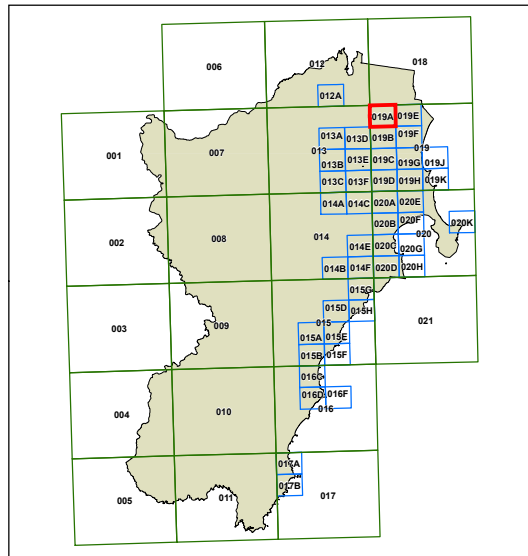 018
012
006
012A
019A 019E
013A 013D 019B 019F
001 007 013 019
013B 013E 019C 019G 019J
013C 013F 019D 019H 019K
014A 014C 020A 020E
020B 020F 020K
002 008 014 020
014E 020C 020G
014B 014F 020D 020H
015G
015D 015H
003 009 015 021
015A 015E
015B 015F
016C
016D 016F
004 010 016
017A
017B
005 011 017